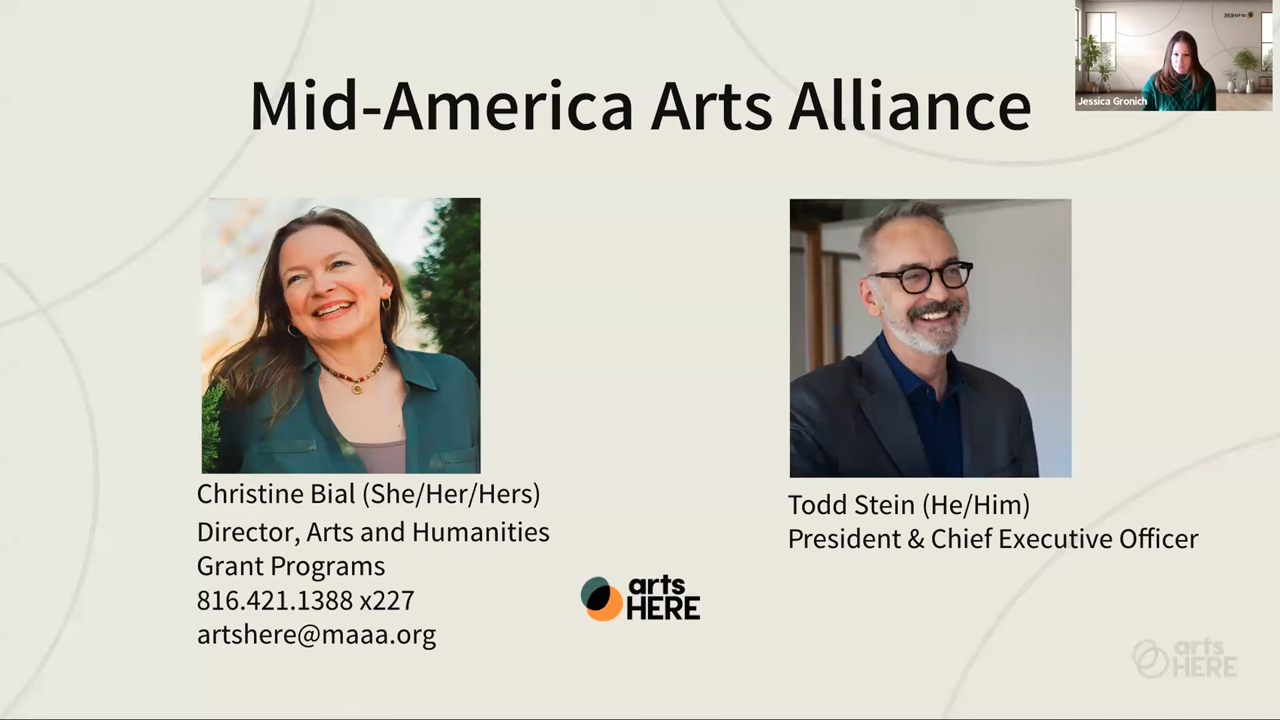 Mid-America Arts Alliance
Jessica Gronich
Christine Bial (She/Her/Hers)
Director, Arts and Humanities
Grant Programs
816.421.1388 x227
artshere@maaa.org
Todd Stein (He/Him)
President & Chief Executive Officer
arts
HERE
arts
HERE